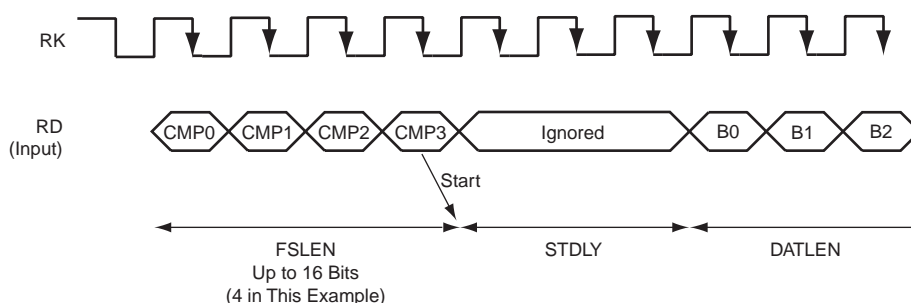 RK
RD
(Input)
CMP0 CMP1 CMP2 CMP3 Ignored B0 B1 B2
Start
FSLEN
Up to 16 Bits
(4 in This Example)
STDLY
DATLEN